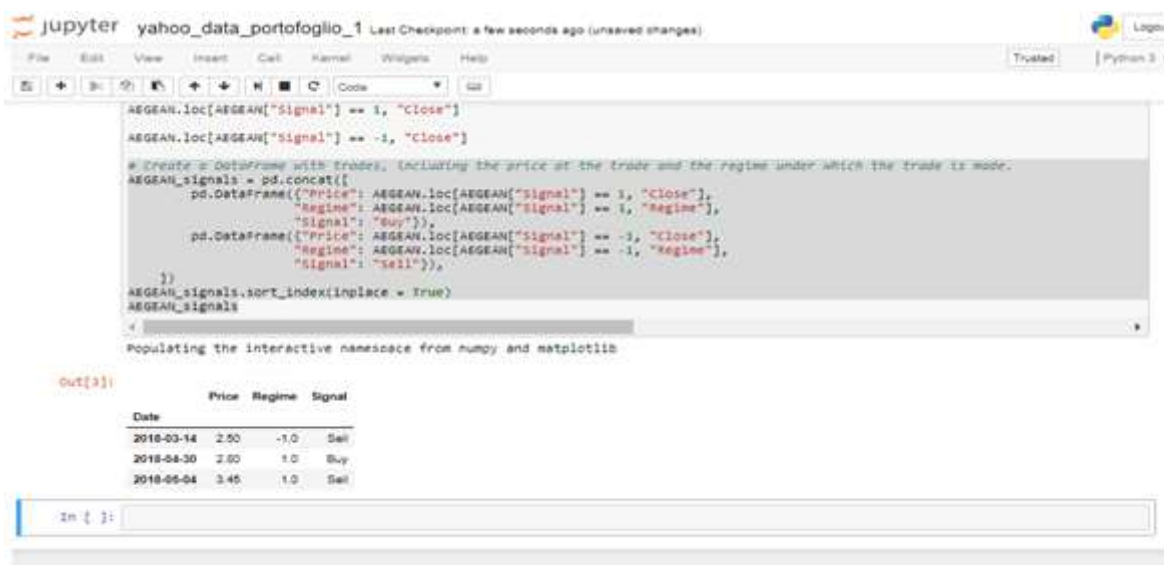 jupyter yahoo_data_portofoglio_1 Last Checkpoint: a few seconds ago (unsaved changes)
File Edit View Insert Cell Kernel Widgets Help Trusted Python 3
Code
AEGEAN.loc[AEGEAN["Signal"] == 1, "Close"]
AEGEAN.loc[AEGEAN["Signal"] == -1, "Close"]
# Create a DataFrame with trades, including the price at the trade and the regime under which the trade is made.
AEGEAN_signals = pd.concat([
pd.DataFrame({"Price": AEGEAN.loc[AEGEAN["Signal"] == 1, "Close"],
"Regime": AEGEAN.loc[AEGEAN["Signal"] == 1, "Regime"],
"Signal": "Buy"}),
pd.DataFrame({"Price": AEGEAN.loc[AEGEAN["Signal"] == -1, "Close"],
"Regime": AEGEAN.loc[AEGEAN["Signal"] == -1, "Regime"],
"Signal": "Sell"}),
])
AEGEAN_signals.sort_index(inplace = True)
AEGEAN_signals
Populating the interactive namespace from numpy and matplotlib
Out[3]:
Price Regime Signal
Date
2018-03-14 2.50 -1.0 Sell
2018-04-30 1.0 Buy
2018-05-04 3.45 1.0 Sell
In [ ]: